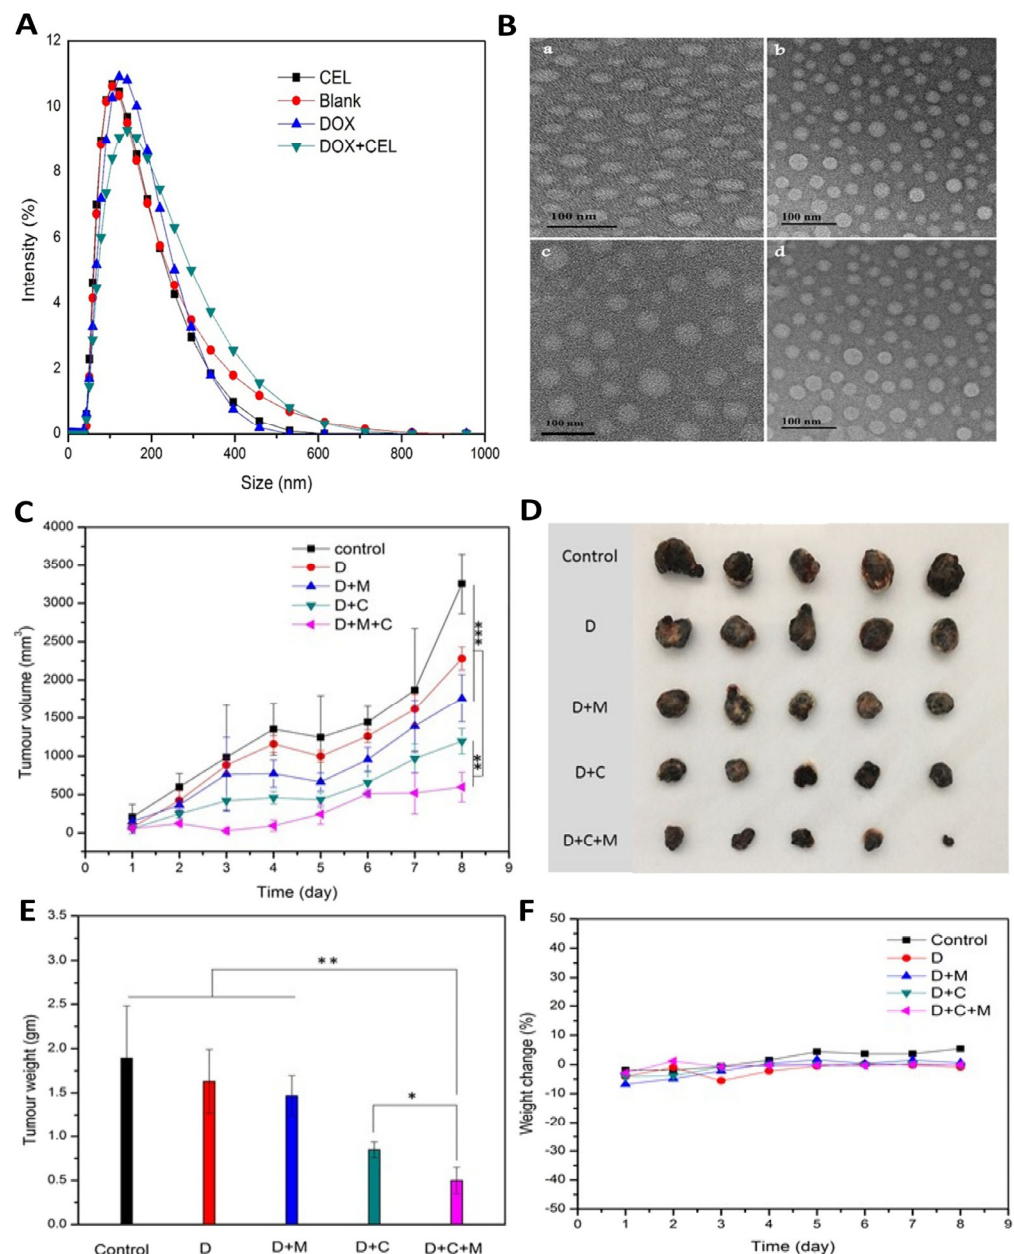 A
12
10
8
6
4
2
0
Intensity (%)
CEL
Blank
DOX
DOX+CEL
0 200 400 600 800 1000
Size (nm)
B
a
100 nm
b
100 nm
c
100 nm
d
100 nm
C
4000
3500
3000
2500
2000
1500
1000
500
0
Tumour volume (mm³)
control
D
D+M
D+C
D+M+C
***
**
0 1 2 3 4 5 6 7 8 9
Time (day)
D
Control
D
D+M
D+C
D+C+M
E
3.5
3.0
2.5
2.0
1.5
1.0
0.5
0.0
Tumour weight (gm)
**
*
Control D D+M D+C D+C+M
F
50
40
30
20
10
0
-10
-20
-30
-40
-50
Weight change (%)
Control
D
D+M
D+C
D+C+M
0 1 2 3 4 5 6 7 8 9
Time (day)